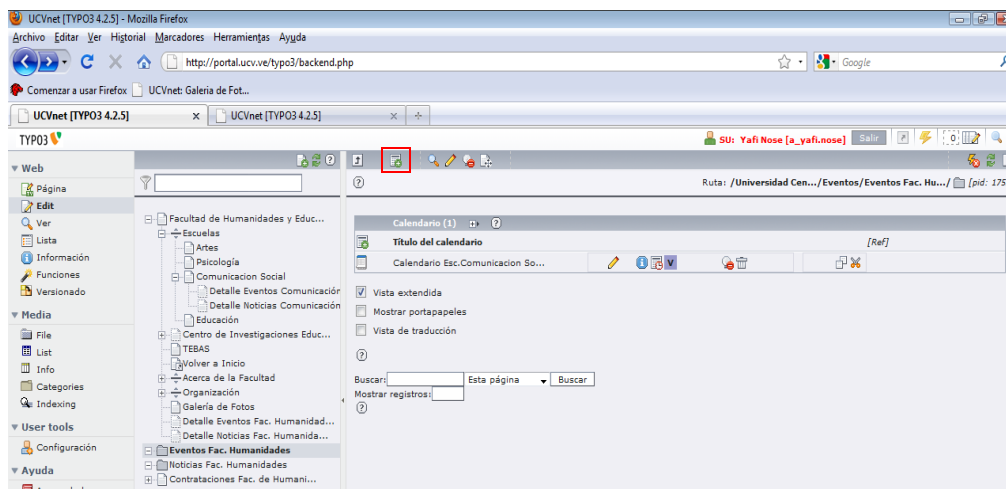 UCVnet [TYPO3 4.2.5] - Mozilla Firefox
Archivo Editar Ver Historial Marcadores Herramientas Ayuda
http://portal.ucv.ve/typo3/backend.php
Google
Comenzar a usar Firefox UCVnet: Galeria de Fot...
UCVnet [TYPO3 4.2.5] UCVnet [TYPO3 4.2.5]
TYPO3 SU: Yafi Nose [a_yafi.nose] Salir 0
Web
Página
Edit
Ver
Lista
Información
Funciones
Versionado
Media
File
List
Info
Categories
Indexing
User tools
Configuración
Ayuda
Facultad de Humanidades y Educ...
Escuelas
Artes
Psicología
Comunicacion Social
Detalle Eventos Comunicación
Detalle Noticias Comunicación
Educación
Centro de Investigaciones Educ...
TEBAS
Volver a Inicio
Acerca de la Facultad
Organización
Galería de Fotos
Detalle Eventos Fac. Humanidad...
Detalle Noticias Fac. Humanida...
Eventos Fac. Humanidades
Noticias Fac. Humanidades
Contrataciones Fac. de Humani...
Ruta: /Universidad Cen.../Eventos/Eventos Fac. Hu.../ [pid: 175
Calendario (1)
Título del calendario [Ref]
Calendario Esc.Comunicacion So...
Vista extendida
Mostrar portapapeles
Vista de traducción
Buscar: Esta página Buscar
Mostrar registros: